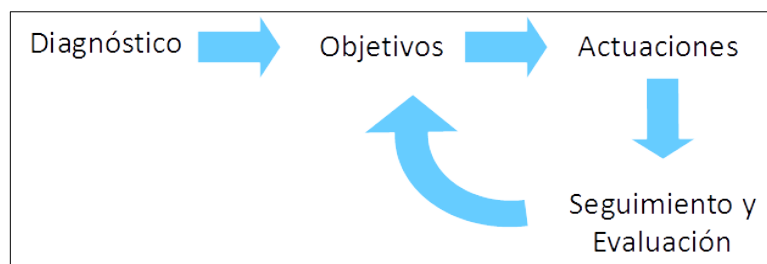 Diagnóstico
Objetivos
Actuaciones
Seguimiento y
Evaluación